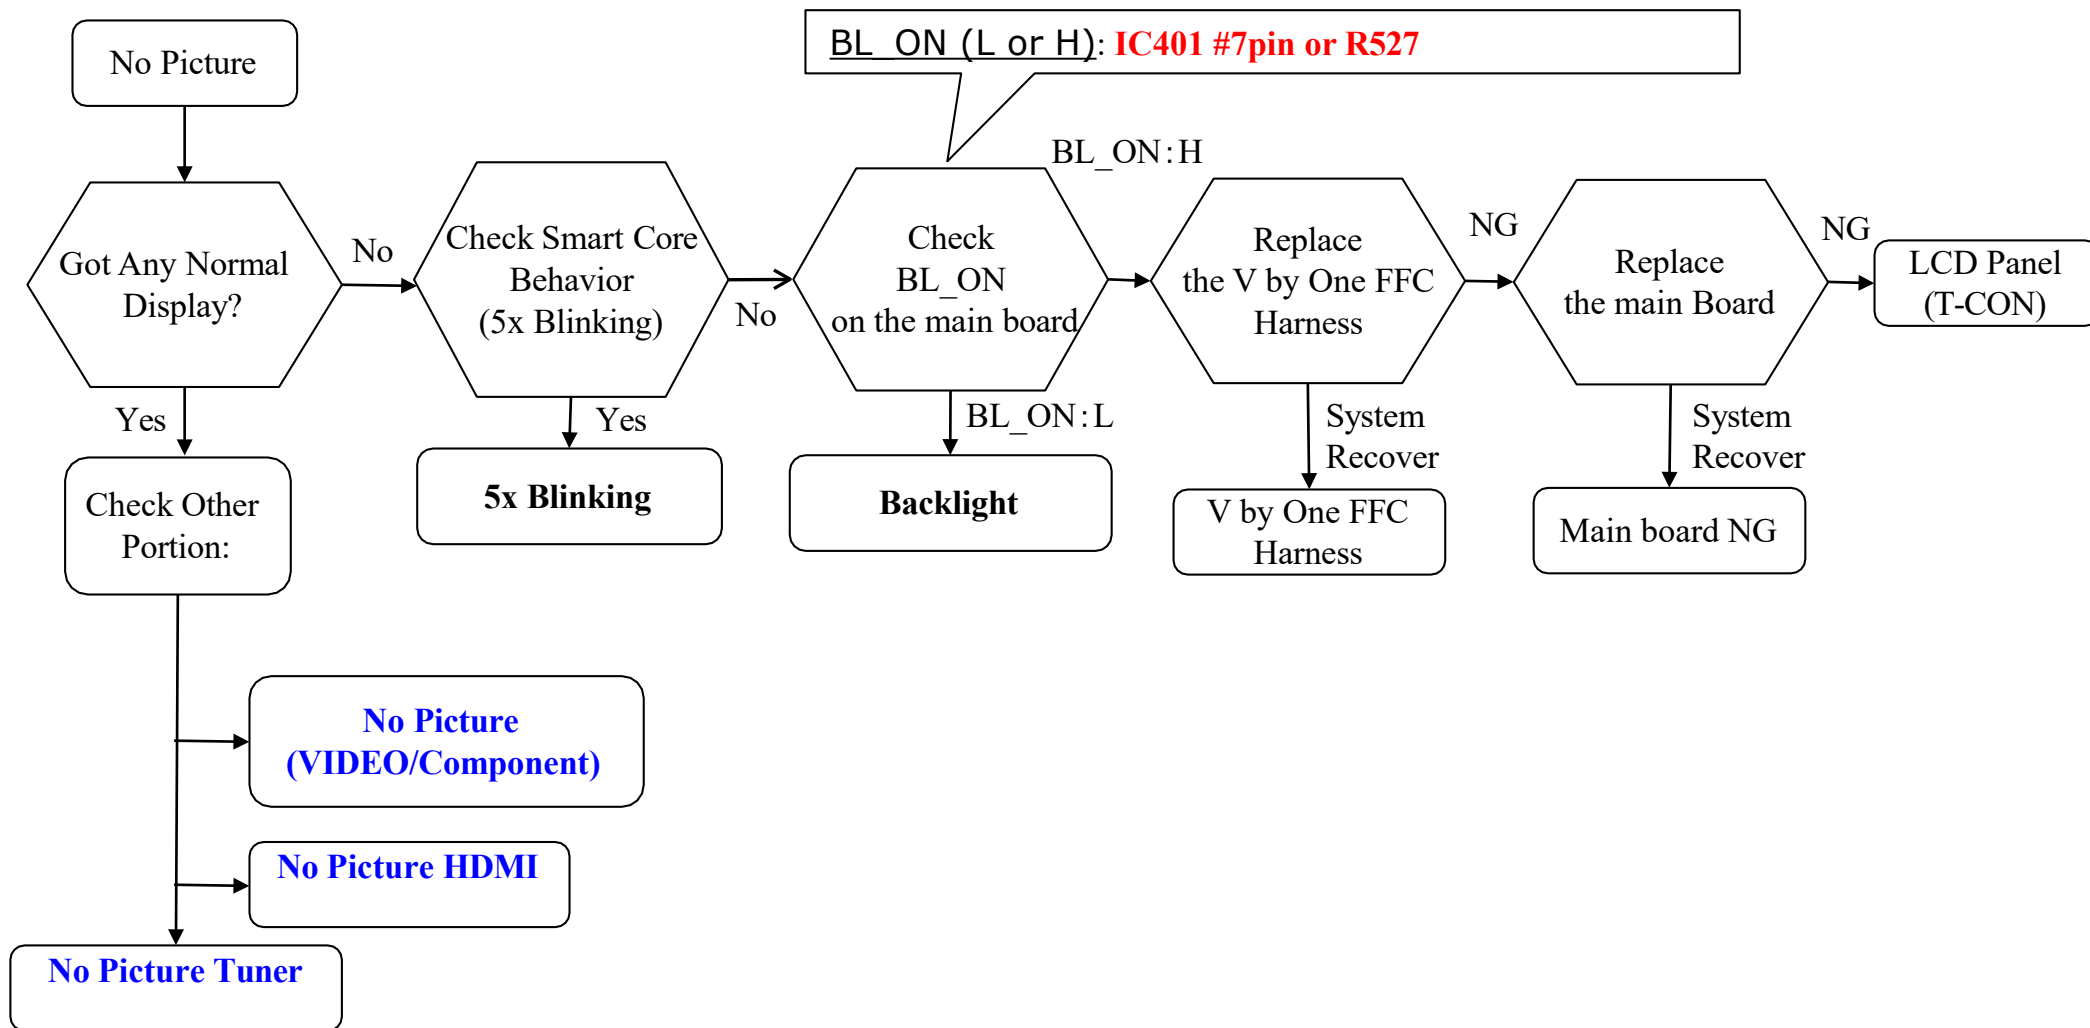 No Picture
BL_ON (L or H): IC401 #7pin or R527
Got Any Normal
Display?
No
Yes
Check Smart Core
Behavior
(5x Blinking)
No
Yes
Check
BL_ON
on the main board
BL_ON:H
BL_ON:L
Replace
the V by One FFC
Harness
NG
System
Recover
Replace
the main Board
NG
System
Recover
LCD Panel
(T-CON)
Check Other
Portion:
5x Blinking
Backlight
V by One FFC
Harness
Main board NG
No Picture
(VIDEO/Component)
No Picture HDMI
No Picture Tuner